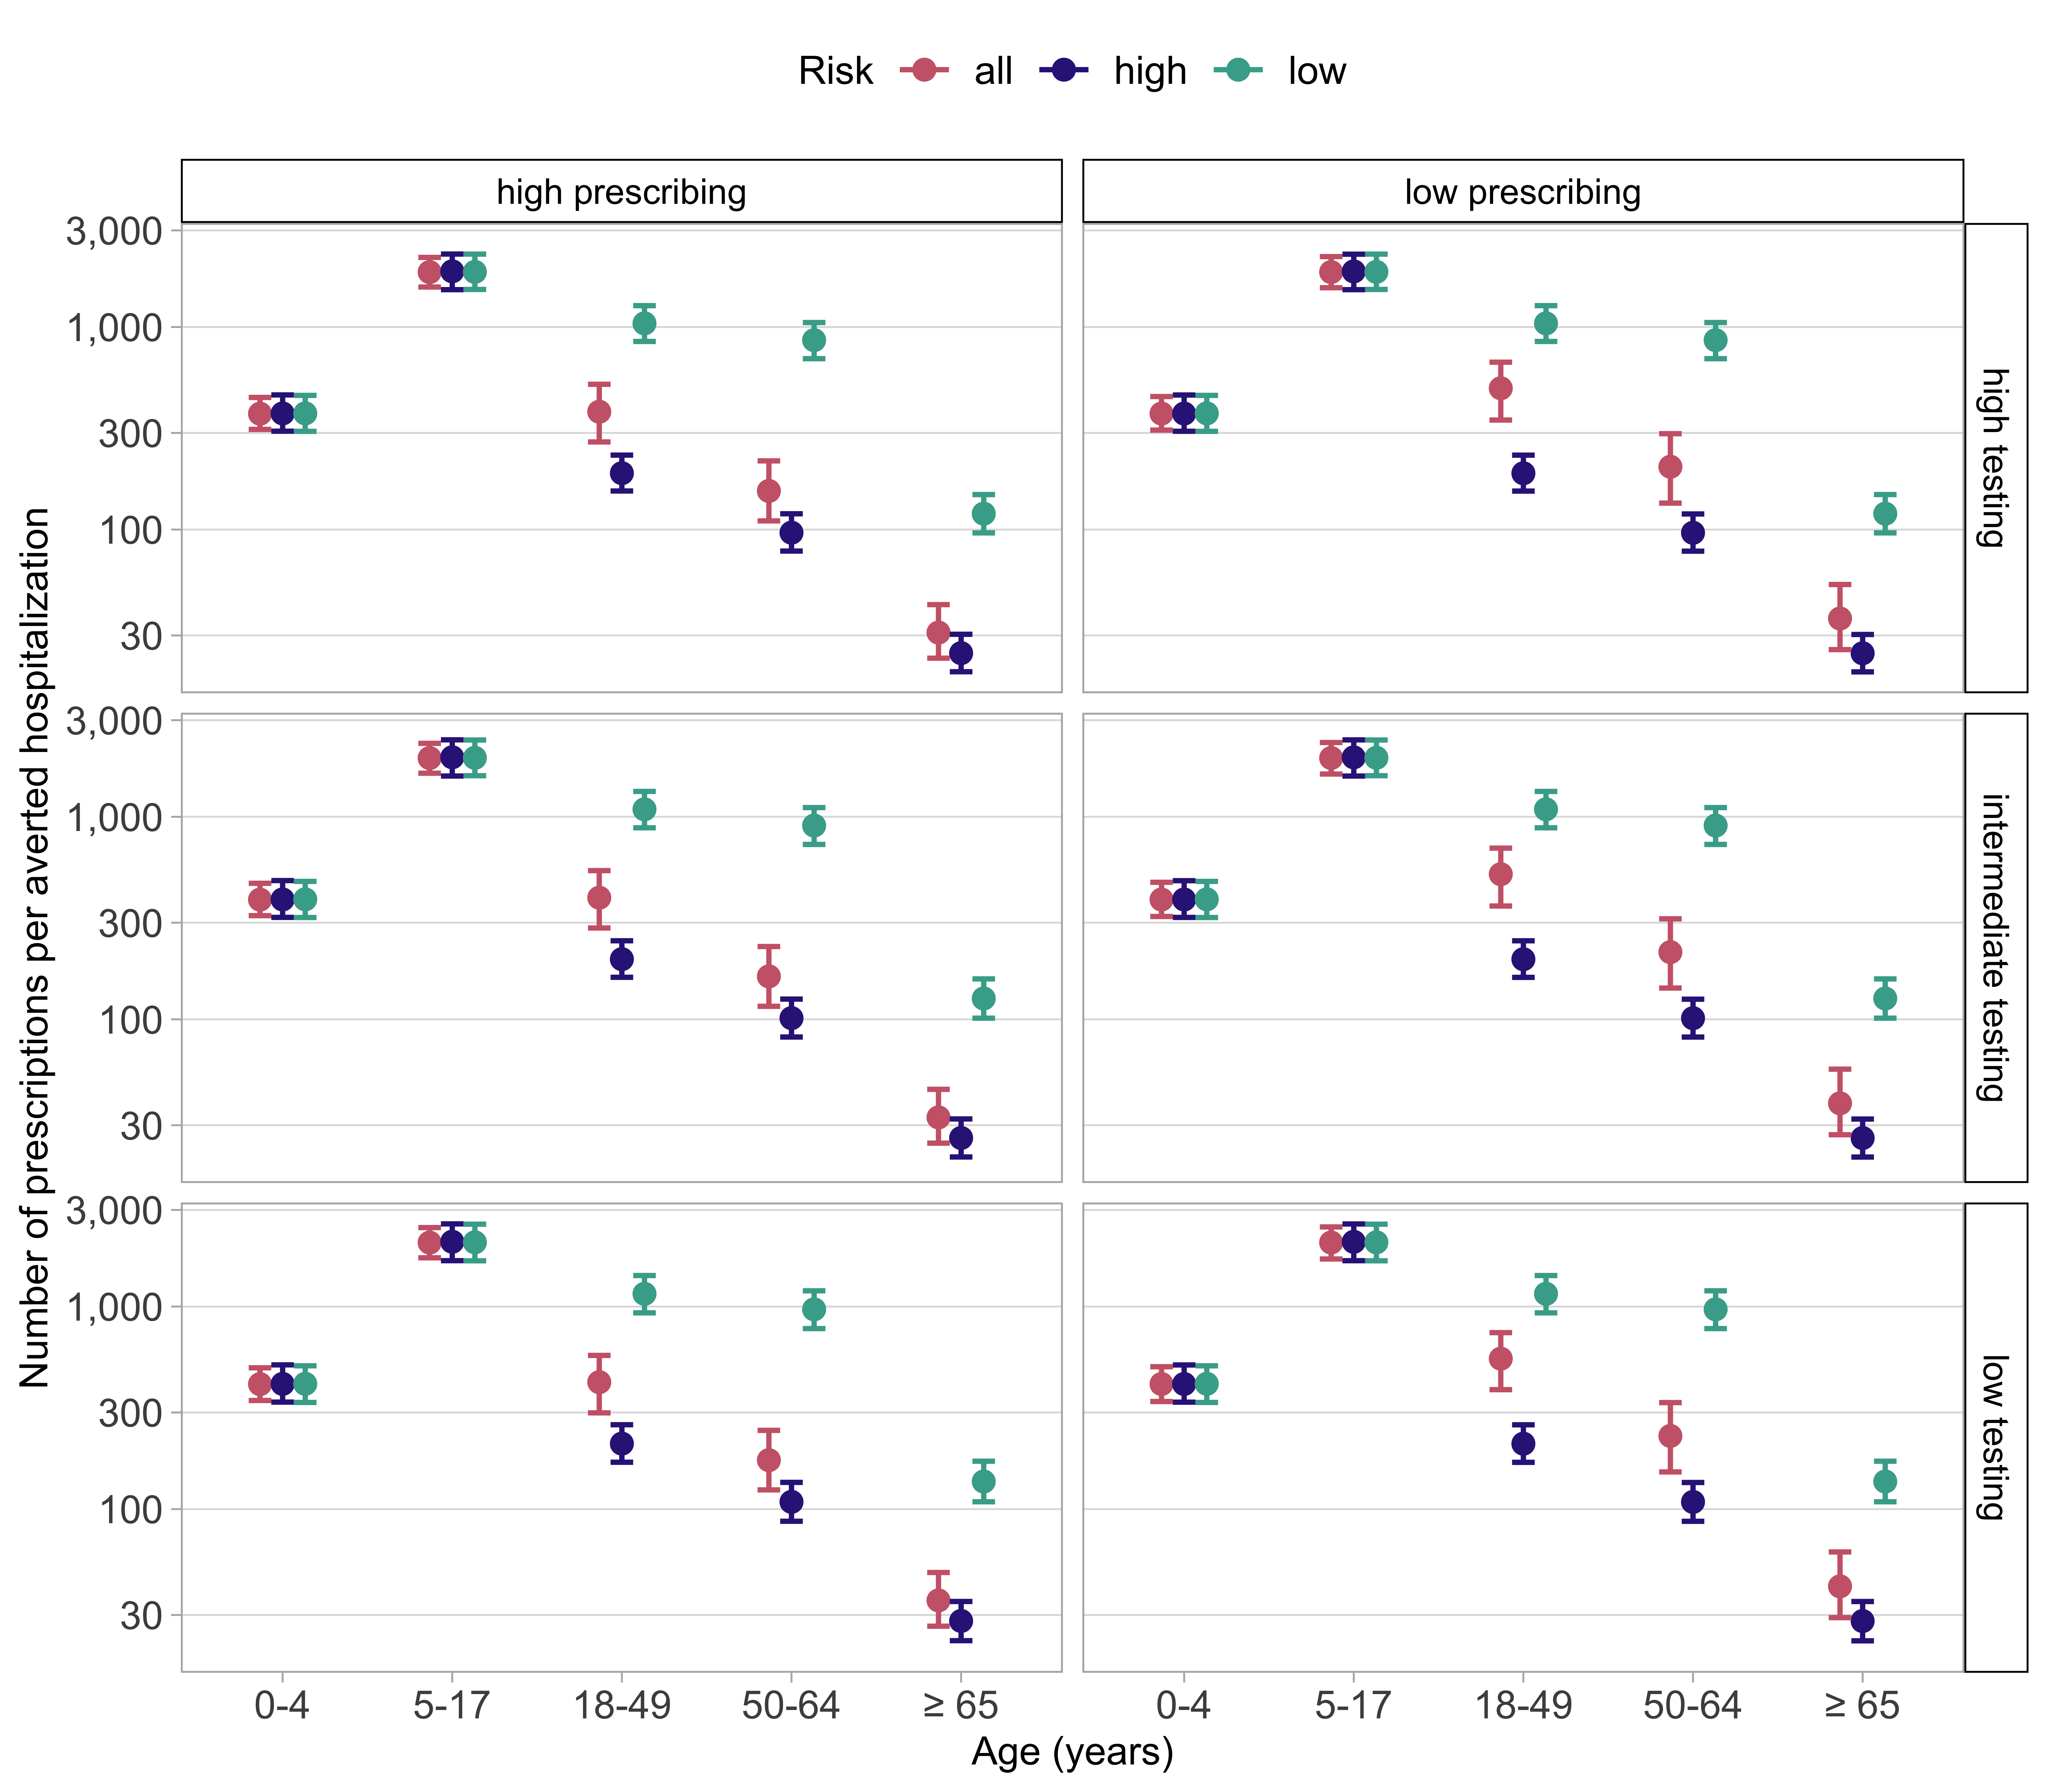 Risk all high low
high prescribing low prescribing
Number of prescriptions per averted hospitalization
3,000
1,000
300
100
30
high testing
3,000
1,000
300
100
30
intermediate testing
3,000
1,000
300
100
30
low testing
0-4 5-17 18-49 50-64 ≥ 65 0-4 5-17 18-49 50-64 ≥ 65
Age (years)